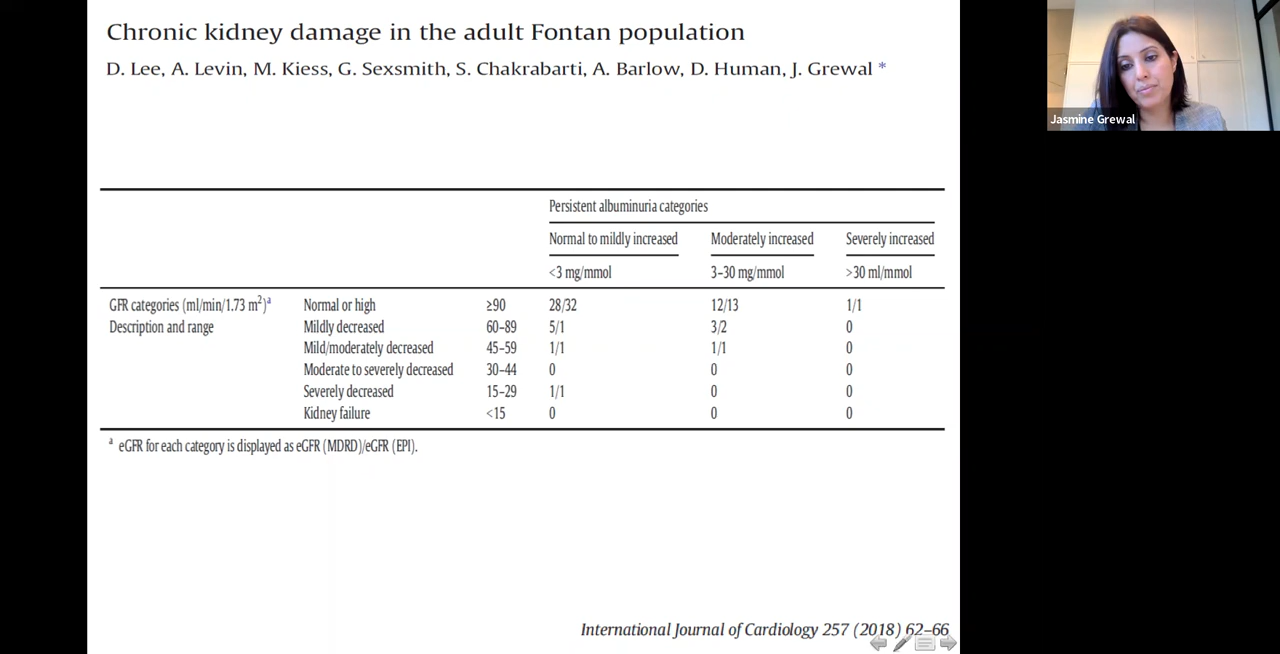 Chronic kidney damage in the adult Fontan population
D. Lee, A. Levin, M. Kiess, G. Sexsmith, S. Chakrabarti, A. Barlow, D. Human, J. Grewal *
Jasmine Grewal
Persistent albuminuria categories
Normal to mildly increased Moderately increased Severely increased
<3 mg/mmol 3–30 mg/mmol >30 ml/mmol
GFR categories (ml/min/1.73 m²)ᵃ Normal or high ≥90 28/32 12/13 1/1
Description and range Mildly decreased 60–89 5/1 3/2 0
Mild/moderately decreased 45–59 1/1 1/1 0
Moderate to severely decreased 30–44 0 0 0
Severely decreased 15–29 1/1 0 0
Kidney failure <15 0 0 0
ᵃ eGFR for each category is displayed as eGFR (MDRD)/eGFR (EPI).
International Journal of Cardiology 257 (2018) 62–66